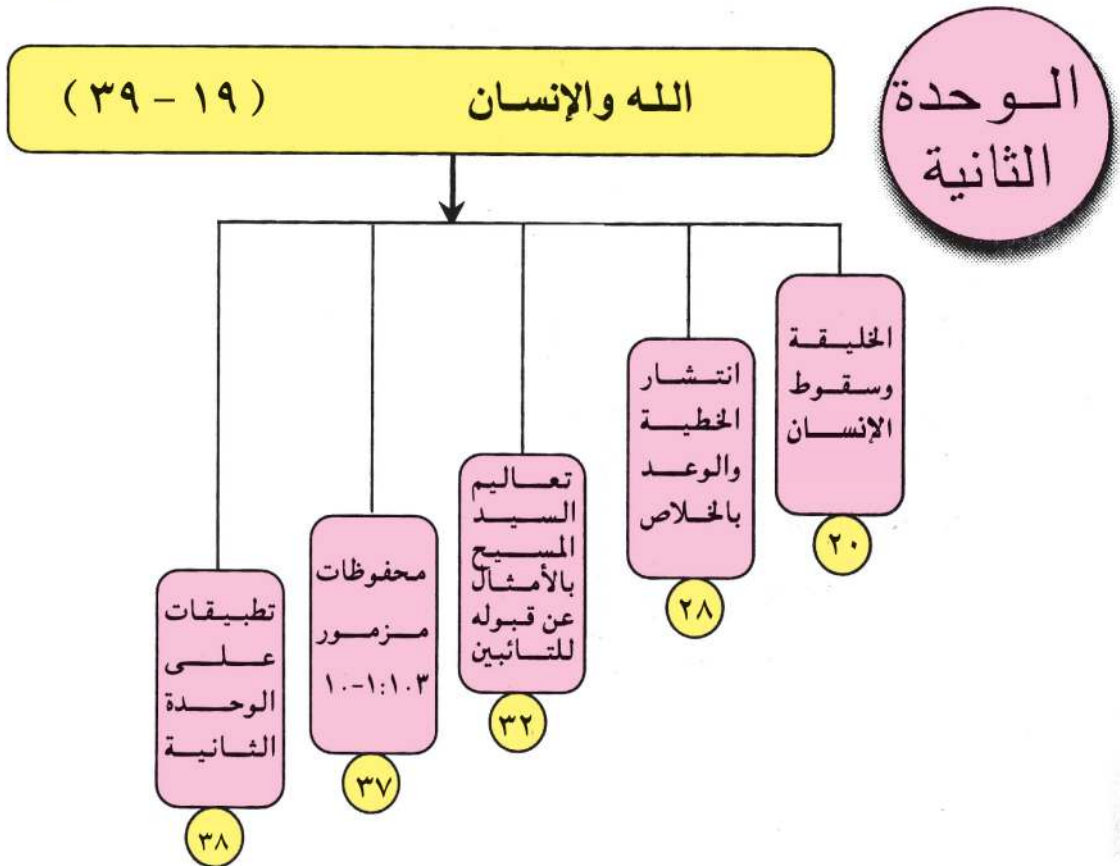 الوحدة
الثانية
الله والإنسان (١٩ - ٣٩)
الخليقة
وسقوط
الإنسان
٢٠
انتشار
الخطية
والوعد
بالخلاص
٢٨
تعاليم
السيد
المسيح
بالأمثال
عن قبوله
للتائبين
٣٢
محفوظات
مزمور
١٠٣:١-١٠
٣٧
تطبيقات
على
الوحدة
الثانية
٣٨